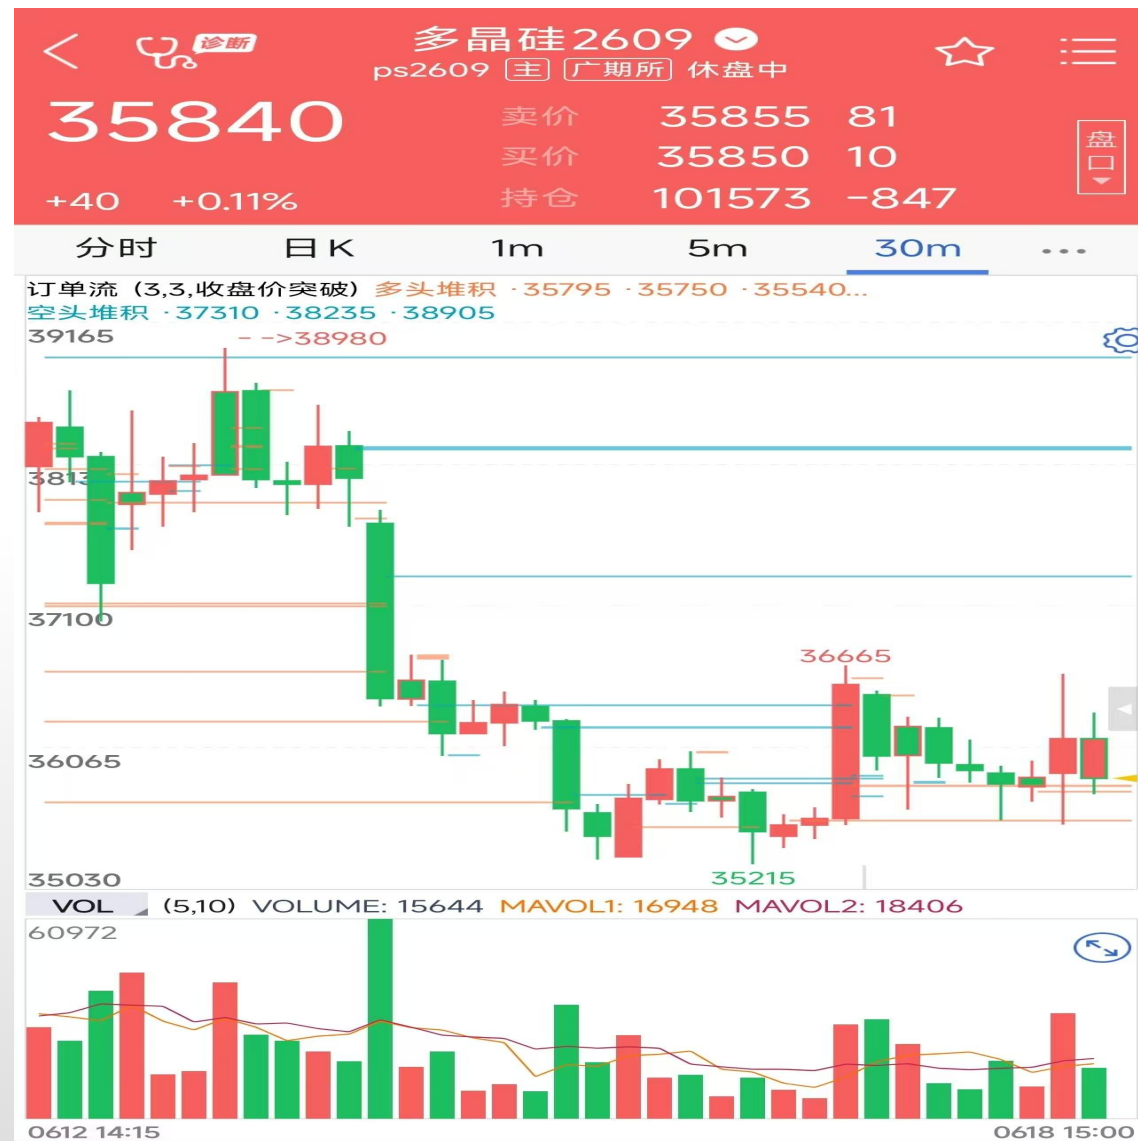 诊断
多晶硅2609
ps2609 主 广期所 休盘中
35840
卖价 35855 81
买价 35850 10
盘口
+40 +0.11%
持仓 101573 -847
分时 日K 1m 5m 30m ...
订单流 (3,3,收盘价突破) 多头堆积 ·35795 ·35750 ·35540...
空头堆积 ·37310 ·38235 ·38905
39165
- ->38980
37100
36665
36065
35215
35030
VOL (5,10) VOLUME: 15644 MAVOL1: 16948 MAVOL2: 18406
60972
0612 14:15 0618 15:00